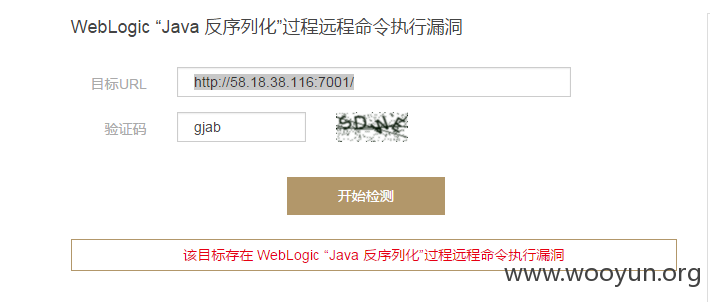 WebLogic “Java 反序列化”过程远程命令执行漏洞
目标URL http://58.18.38.116:7001/
验证码 gjab
开始检测
该目标存在 WebLogic “Java 反序列化”过程远程命令执行漏洞
www.wooyun.org